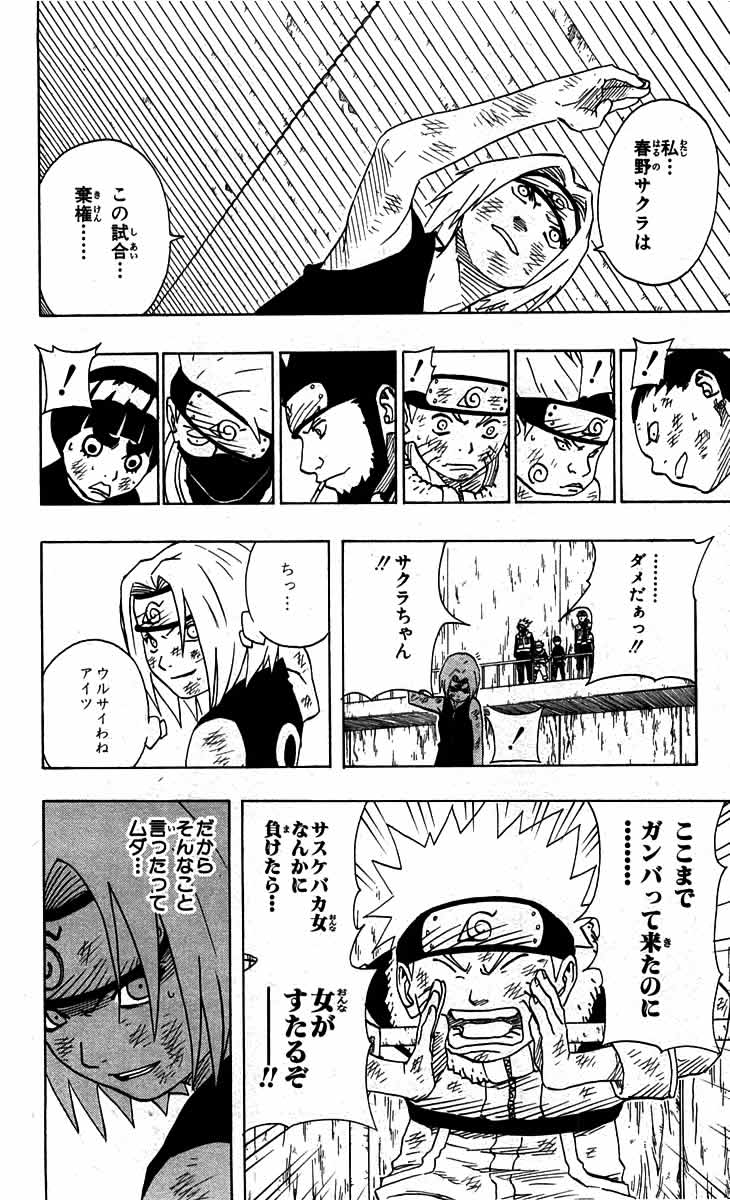 私…
春野サクラは
この試合…
棄権……
!
!
!
!
………
ダメだぁっ!!
サクラちゃん
!!
!
ちっ…
ウルサイわね
アイツ
ここまで
ガンバって来たのに
………
サスケバカ女
なんかに
負けたら…
女が
すたるぞ
——!!
だから
そんなこと
言ったって
ムダ…